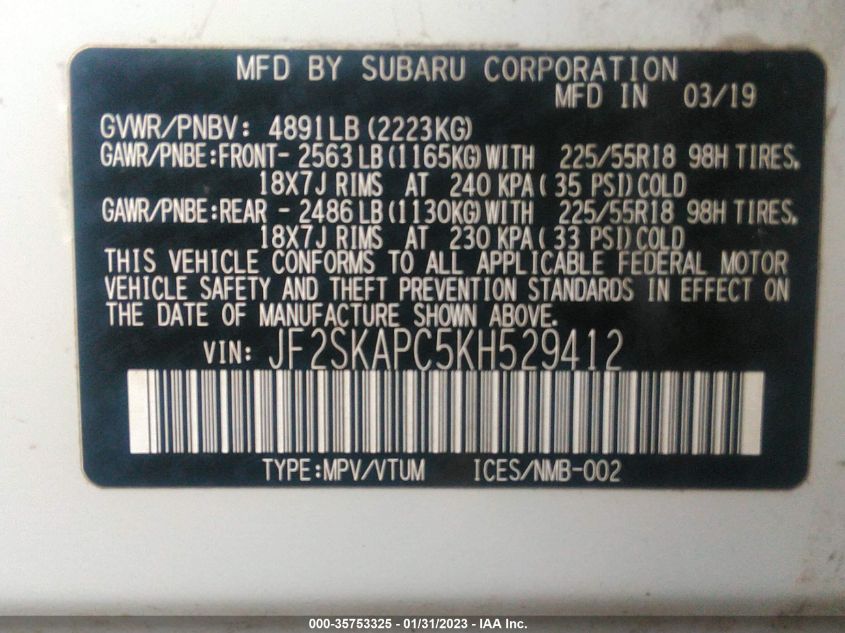 MFD BY SUBARU CORPORATION
MFD IN 03/19
GVWR/PNBV: 4891LB(2223KG)
GAWR/PNBE:FRONT- 2563LB(1165KG)WITH 225/55R18 98H TIRES.
18X7J RIMS AT 240KPA(35 PSI)COLD
GAWR/PNBE:REAR - 2486LB(1130KG)WITH 225/55R18 98H TIRES.
18X7J RIMS AT 230KPA(33 PSI)COLD
THIS VEHICLE CONFORMS TO ALL APPLICABLE FEDERAL MOTOR
VEHICLE SAFETY AND THEFT PREVENTION STANDARDS IN EFFECT ON
THE DATE OF MANUFACTURE SHOWN ABOVE.
VIN: JF2SKAPC5KH529412
TYPE:MPV/VTUM ICES/NMB-002
000-35753325 - 01/31/2023 - IAA Inc.